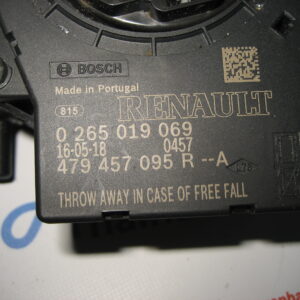 BOSCH
Made in Portugal
815
RENAULT
0 265 019 069
16-05-18 0457
479 457 095 R --A
THROW AWAY IN CASE OF FREE FALL